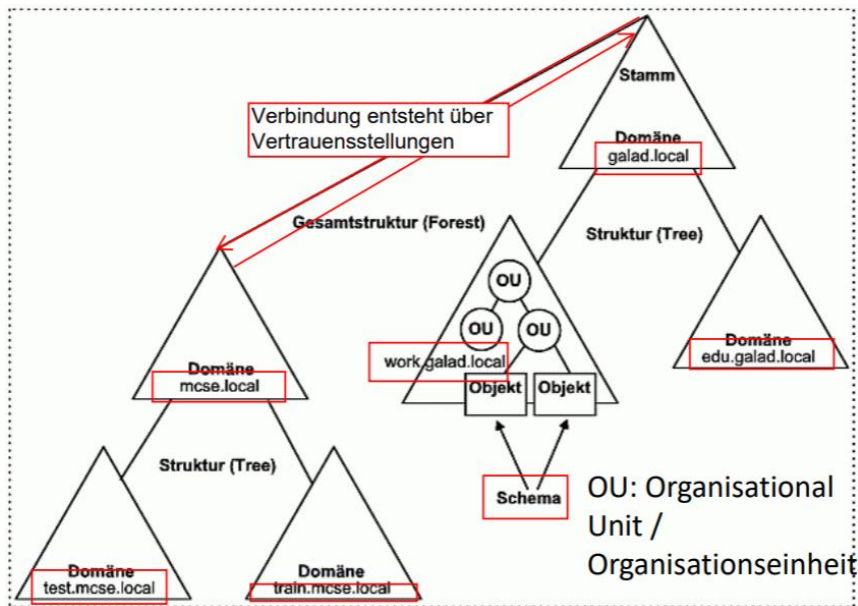 Stamm
Domäne
galad.local
Verbindung entsteht über
Vertrauensstellungen
Gesamtstruktur (Forest)
Struktur (Tree)
OU
OU
OU
work.galad.local
Objekt
Objekt
Domäne
edu.galad.local
Domäne
mcse.local
Struktur (Tree)
Schema
OU: Organisational
Unit /
Organisationseinheit
Domäne
test.mcse.local
Domäne
train.mcse.local